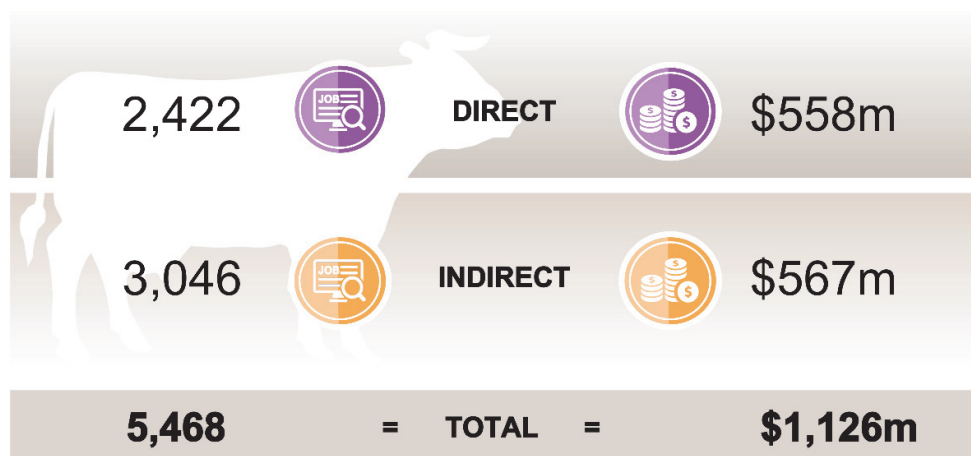 2,422 JOB DIRECT $558m
3,046 JOB INDIRECT $567m
5,468 = TOTAL = $1,126m